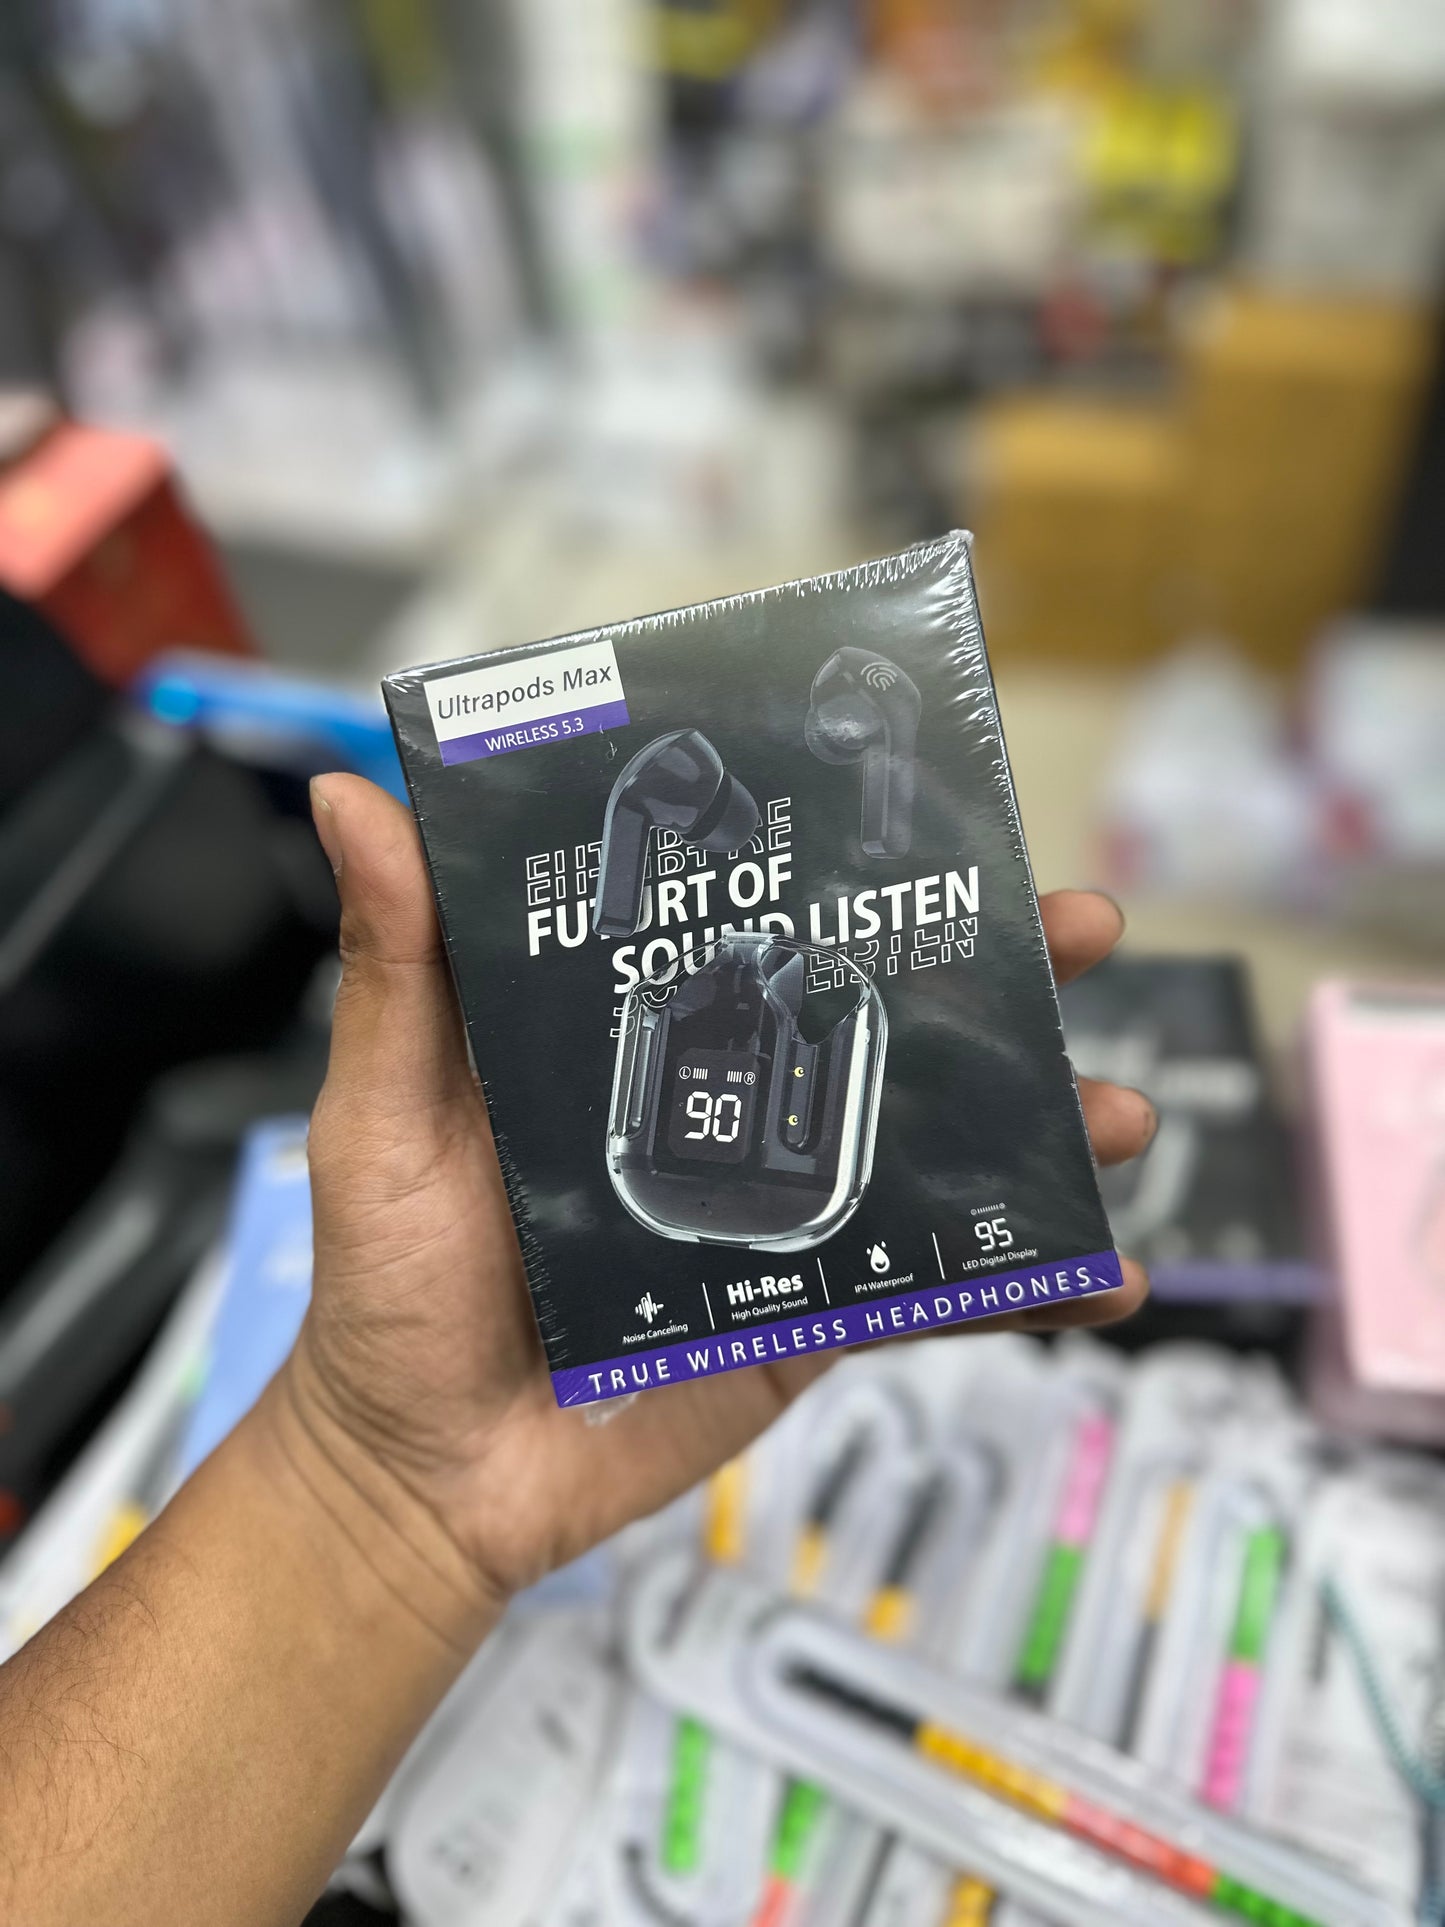 Ultrapods Max
WIRELESS 5.3
FUTURT OF
SOUND LISTEN
LISTEN
L R
90
Noise Cancelling
Hi-Res
High Quality Sound
IP4 Waterproof
95
LED Digital Display
TRUE WIRELESS HEADPHONES